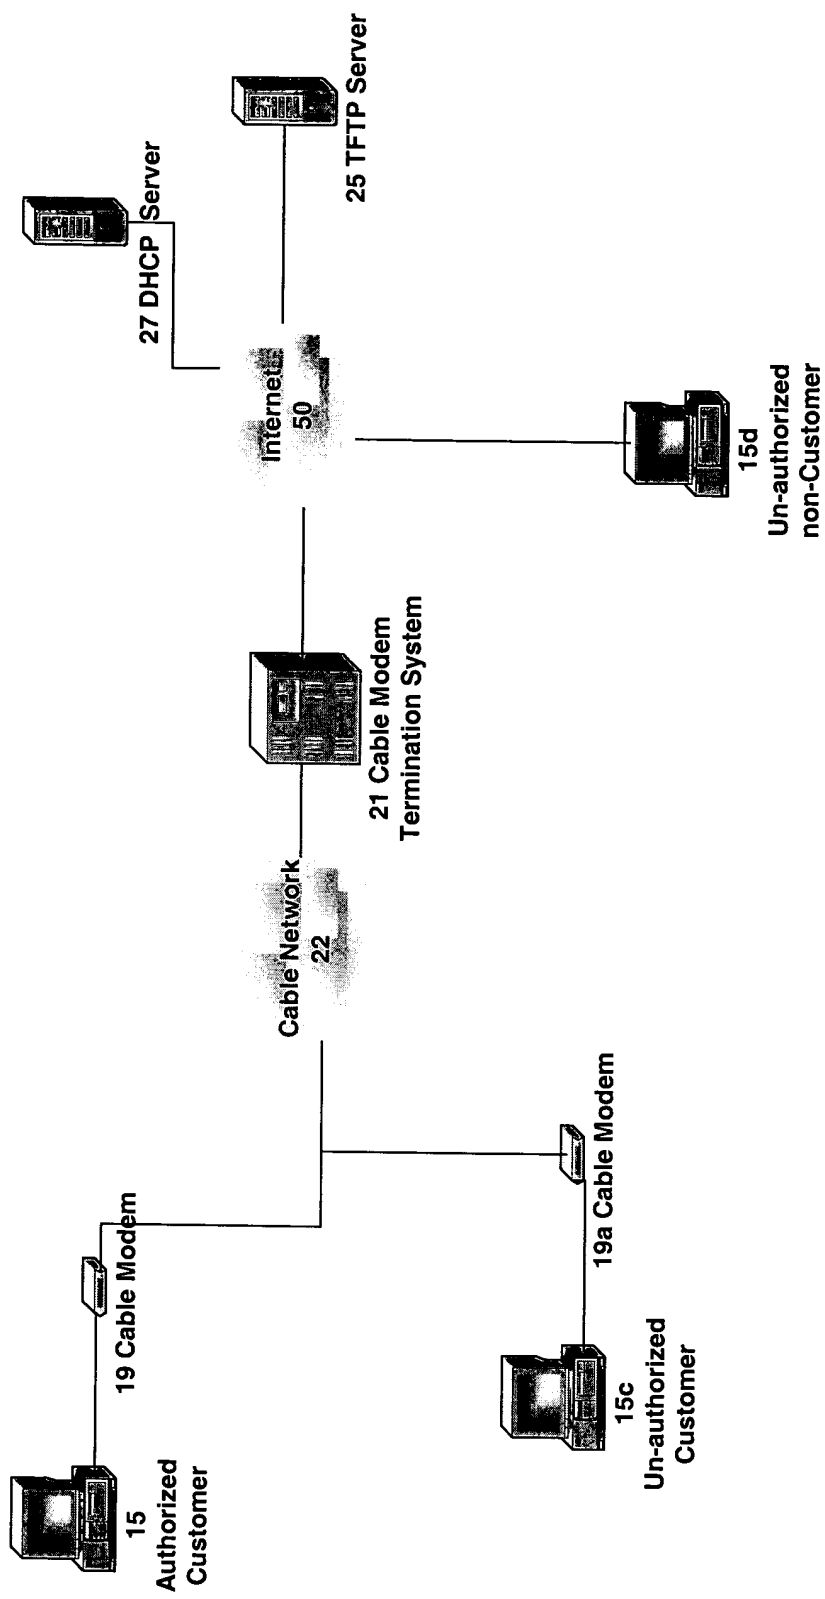 27 DHCP Server
25 TFTP Server
Internet
50
15d
Un-authorized
non-Customer
21 Cable Modem
Termination System
Cable Network
22
19 Cable Modem
19a Cable Modem
15
Authorized
Customer
15c
Un-authorized
Customer